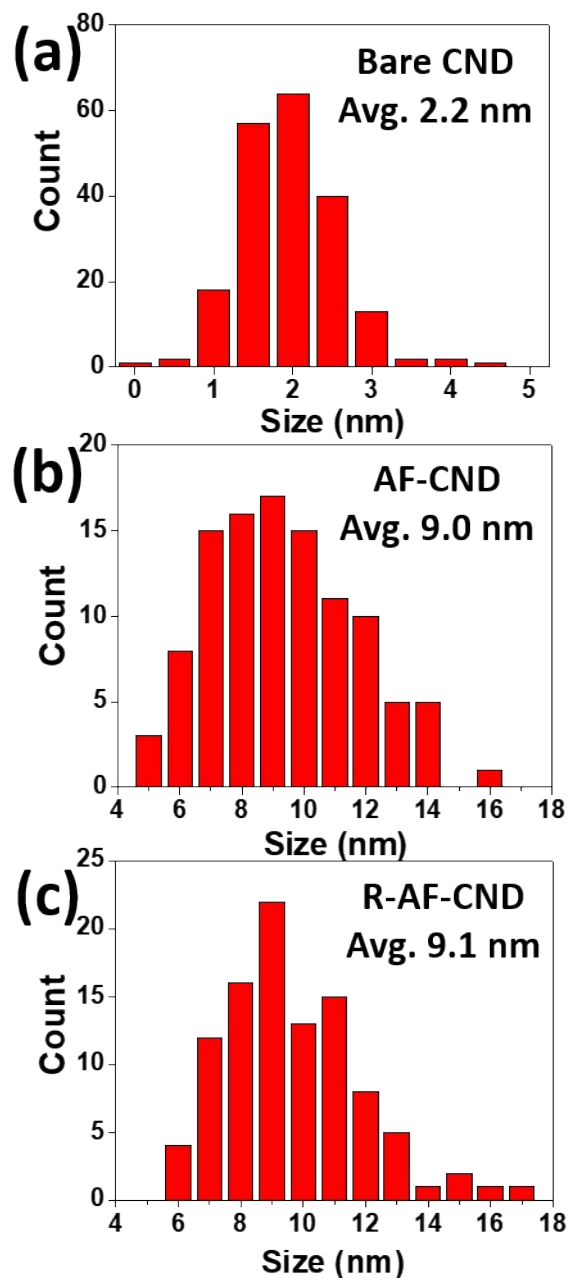 (a)
Bare CND
Avg. 2.2 nm
Count
80
60
40
20
0
0 1 2 3 4 5
Size (nm)
(b)
AF-CND
Avg. 9.0 nm
Count
20
15
10
5
0
4 6 8 10 12 14 16 18
Size (nm)
(c)
R-AF-CND
Avg. 9.1 nm
Count
25
20
15
10
5
0
4 6 8 10 12 14 16 18
Size (nm)